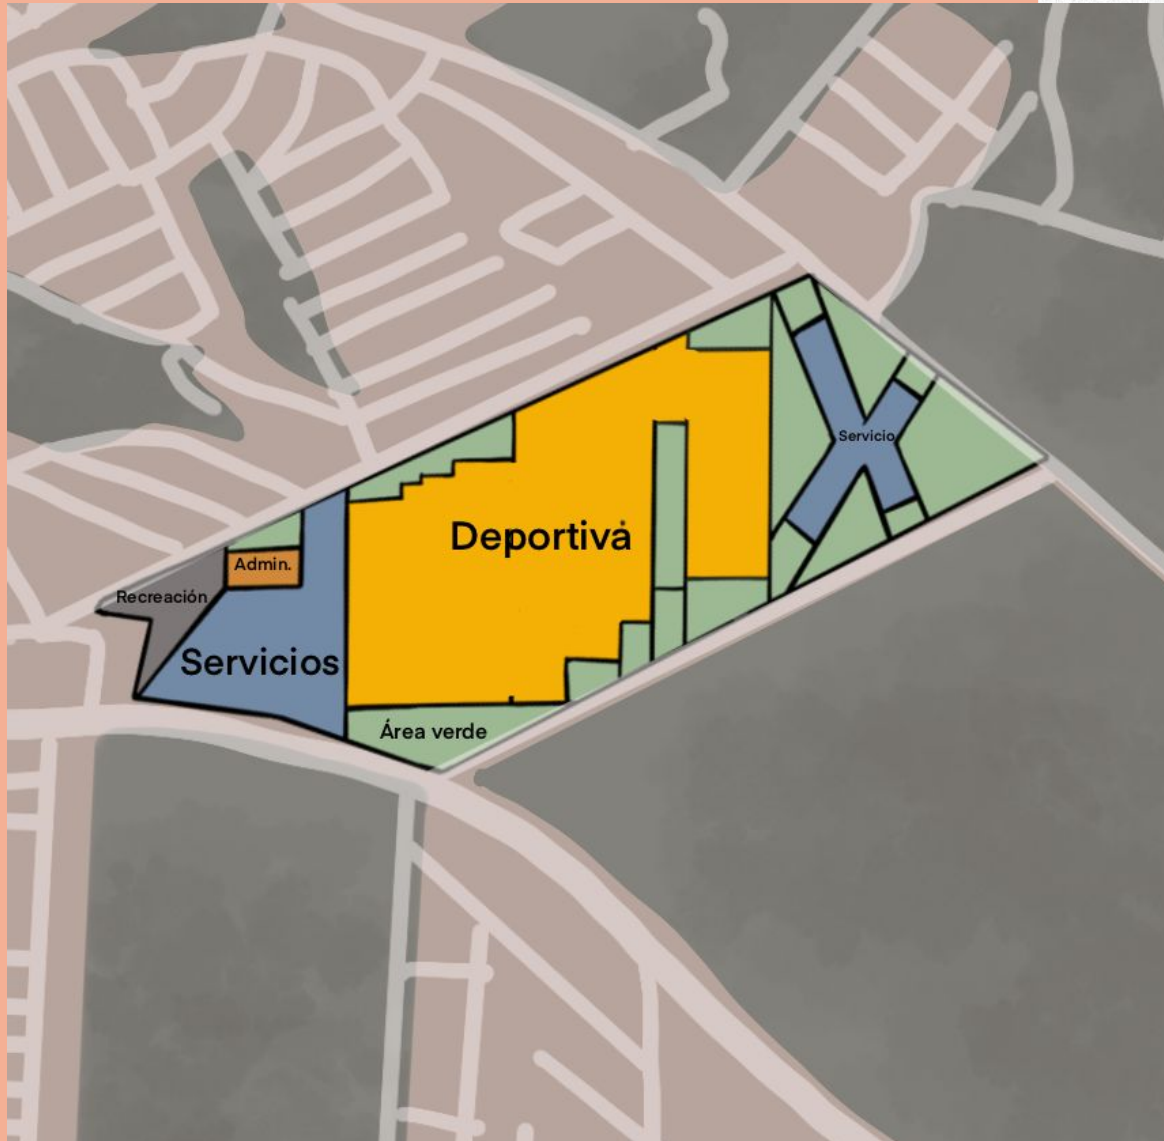 Servicio
Deportiva
Admin.
Recreación
Servicios
Área verde